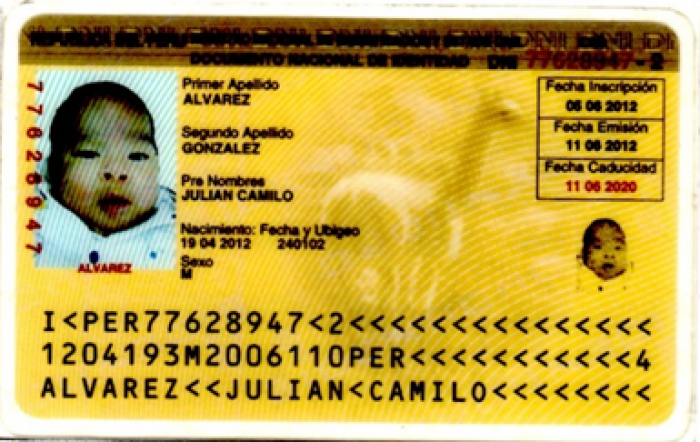 DOCUMENTO NACIONAL DE IDENTIDAD DNI 77628947-2
Primer Apellido
ALVAREZ
Segundo Apellido
GONZALEZ
Pre Nombres
JULIAN CAMILO
Nacimiento: Fecha y Ubigeo
19 04 2012 240102
Sexo
M
Fecha Inscripción
05 06 2012
Fecha Emisión
11 06 2012
Fecha Caducidad
11 06 2020
77628947
ALVAREZ
I<PER77628947<2<<<<<<<<<<<<<<<
1204193M2006110PER<<<<<<<<<<<4
ALVAREZ<<JULIAN<CAMILO<<<<<<<<